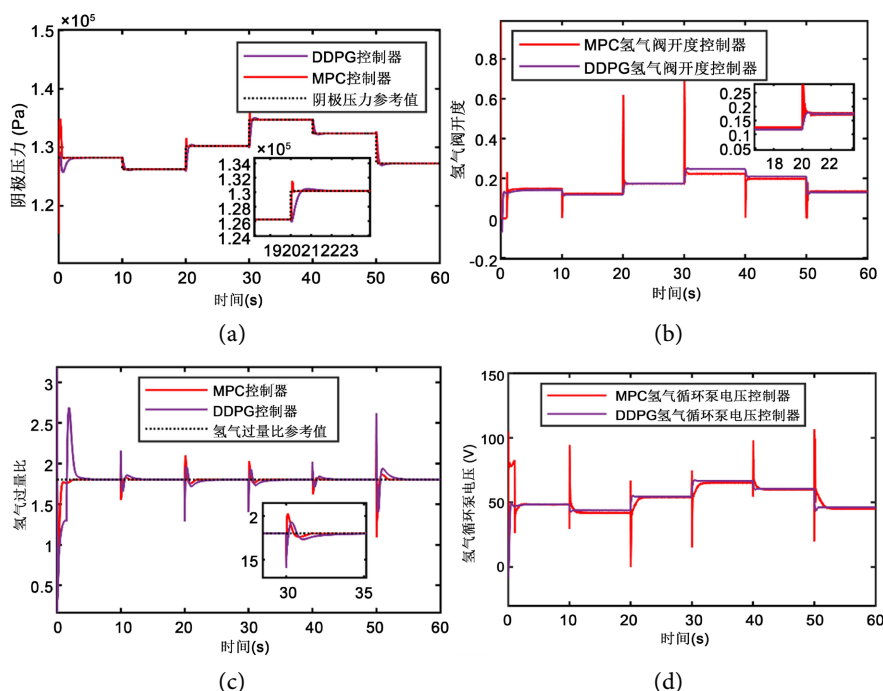 ×10⁵
1.5
1.4
1.3
1.2
阴极压力 (Pa)
DDPG控制器
MPC控制器
阴极压力参考值
×10⁵
1.34
1.32
1.30
1.28
1.26
1.24
1920212223
0 10 20 30 40 50 60
时间(s)
(a)
0.8
0.6
0.4
0.2
0
-0.2
氢气阀开度
MPC氢气阀开度控制器
DDPG氢气阀开度控制器
0.25
0.20
0.15
0.1
0.05
18 20 22
0 10 20 30 40 50 60
时间(s)
(b)
3
2.5
2
1.5
1
0.5
氢气过量比
MPC控制器
DDPG控制器
氢气过量比参考值
2
18
15
30 35
0 10 20 30 40 50 60
时间(s)
(c)
150
100
50
0
氢气循环泵电压 (V)
MPC氢气循环泵电压控制器
DDPG氢气循环泵电压控制器
0 10 20 30 40 50 60
时间(s)
(d)